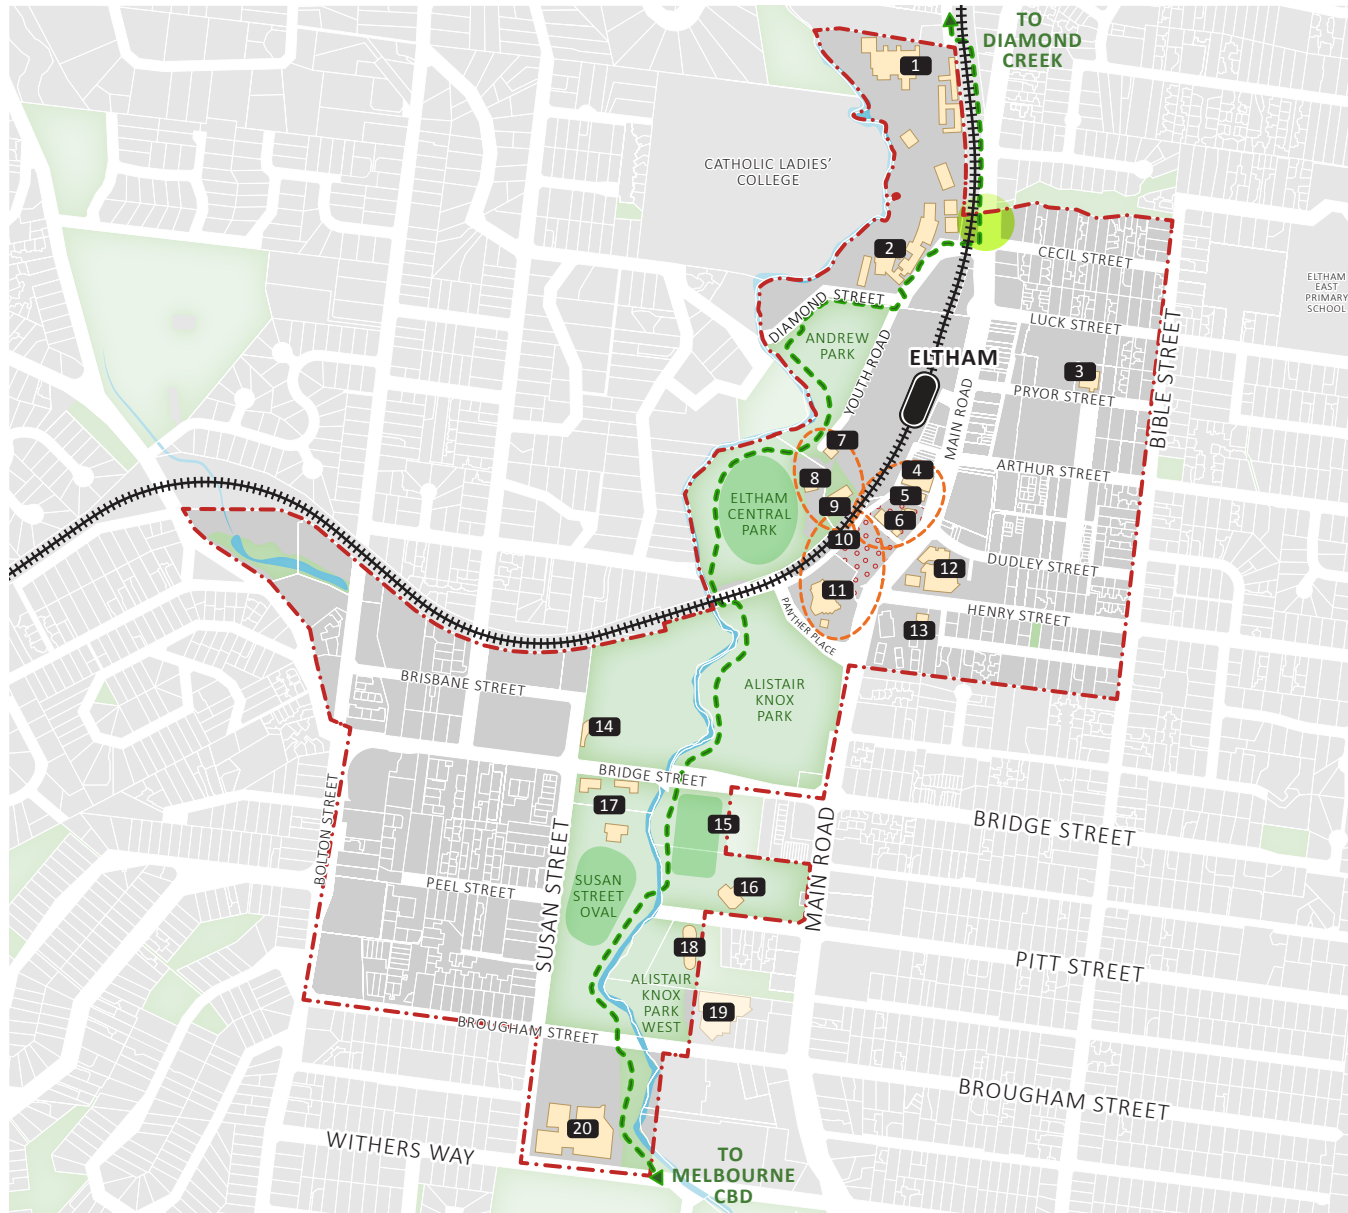 TO
DIAMOND
CREEK
1
CATHOLIC LADIES'
COLLEGE
2
CECIL STREET
ELTHAM
EAST
PRIMARY
SCHOOL
DIAMOND STREET
LUCK STREET
ANDREW
PARK
YOUTH ROAD
ELTHAM
3
PRYOR STREET
BIBLE STREET
MAIN ROAD
7
4
ARTHUR STREET
8
5
ELTHAM
CENTRAL
PARK
9
6
10
DUDLEY STREET
12
11
HENRY STREET
PANTHER PLACE
13
BRISBANE STREET
ALISTAIR
KNOX
PARK
14
BRIDGE STREET
17
15
BRIDGE STREET
BOLTON STREET
SUSAN STREET
MAIN ROAD
PEEL STREET
SUSAN
STREET
OVAL
16
18
PITT STREET
ALISTAIR
KNOX
PARK
WEST
19
BROUGHAM STREET
BROUGHAM STREET
20
WITHERS WAY
TO
MELBOURNE
CBD